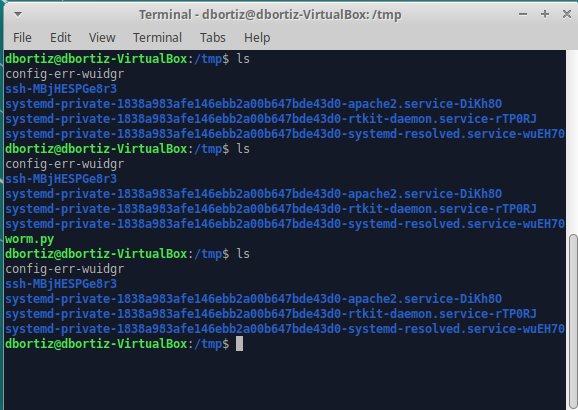 Terminal - dbortiz@dbortiz-VirtualBox: /tmp
File Edit View Terminal Tabs Help
dbortiz@dbortiz-VirtualBox:/tmp$ ls
config-err-wuidgr
ssh-MBjHESPGe8r3
systemd-private-1838a983afe146ebb2a00b647bde43d0-apache2.service-DiKh8O
systemd-private-1838a983afe146ebb2a00b647bde43d0-rtkit-daemon.service-rTP0RJ
systemd-private-1838a983afe146ebb2a00b647bde43d0-systemd-resolved.service-wuEH70
dbortiz@dbortiz-VirtualBox:/tmp$ ls
config-err-wuidgr
ssh-MBjHESPGe8r3
systemd-private-1838a983afe146ebb2a00b647bde43d0-apache2.service-DiKh8O
systemd-private-1838a983afe146ebb2a00b647bde43d0-rtkit-daemon.service-rTP0RJ
systemd-private-1838a983afe146ebb2a00b647bde43d0-systemd-resolved.service-wuEH70
worm.py
dbortiz@dbortiz-VirtualBox:/tmp$ ls
config-err-wuidgr
ssh-MBjHESPGe8r3
systemd-private-1838a983afe146ebb2a00b647bde43d0-apache2.service-DiKh8O
systemd-private-1838a983afe146ebb2a00b647bde43d0-rtkit-daemon.service-rTP0RJ
systemd-private-1838a983afe146ebb2a00b647bde43d0-systemd-resolved.service-wuEH70
dbortiz@dbortiz-VirtualBox:/tmp$